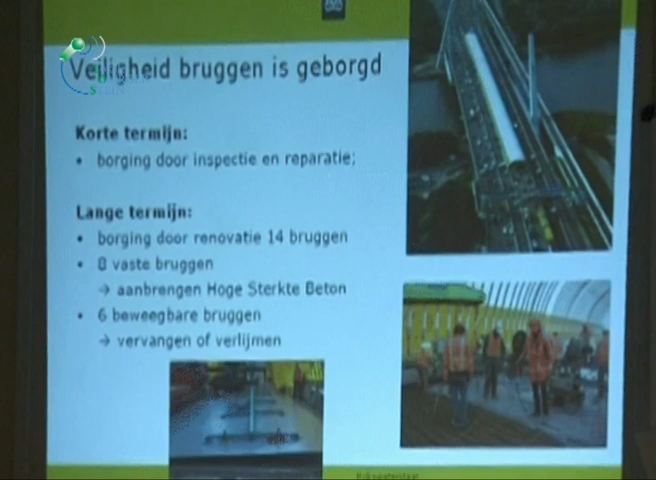 Veiligheid bruggen is geborgd
Korte termijn:
• borging door inspectie en reparatie;
Lange termijn:
• borging door renovatie 14 bruggen
• 8 vaste bruggen
→ aanbrengen Hoge Sterkte Beton
• 6 beweegbare bruggen
→ vervangen of verlijmen
Rijkswaterstaat